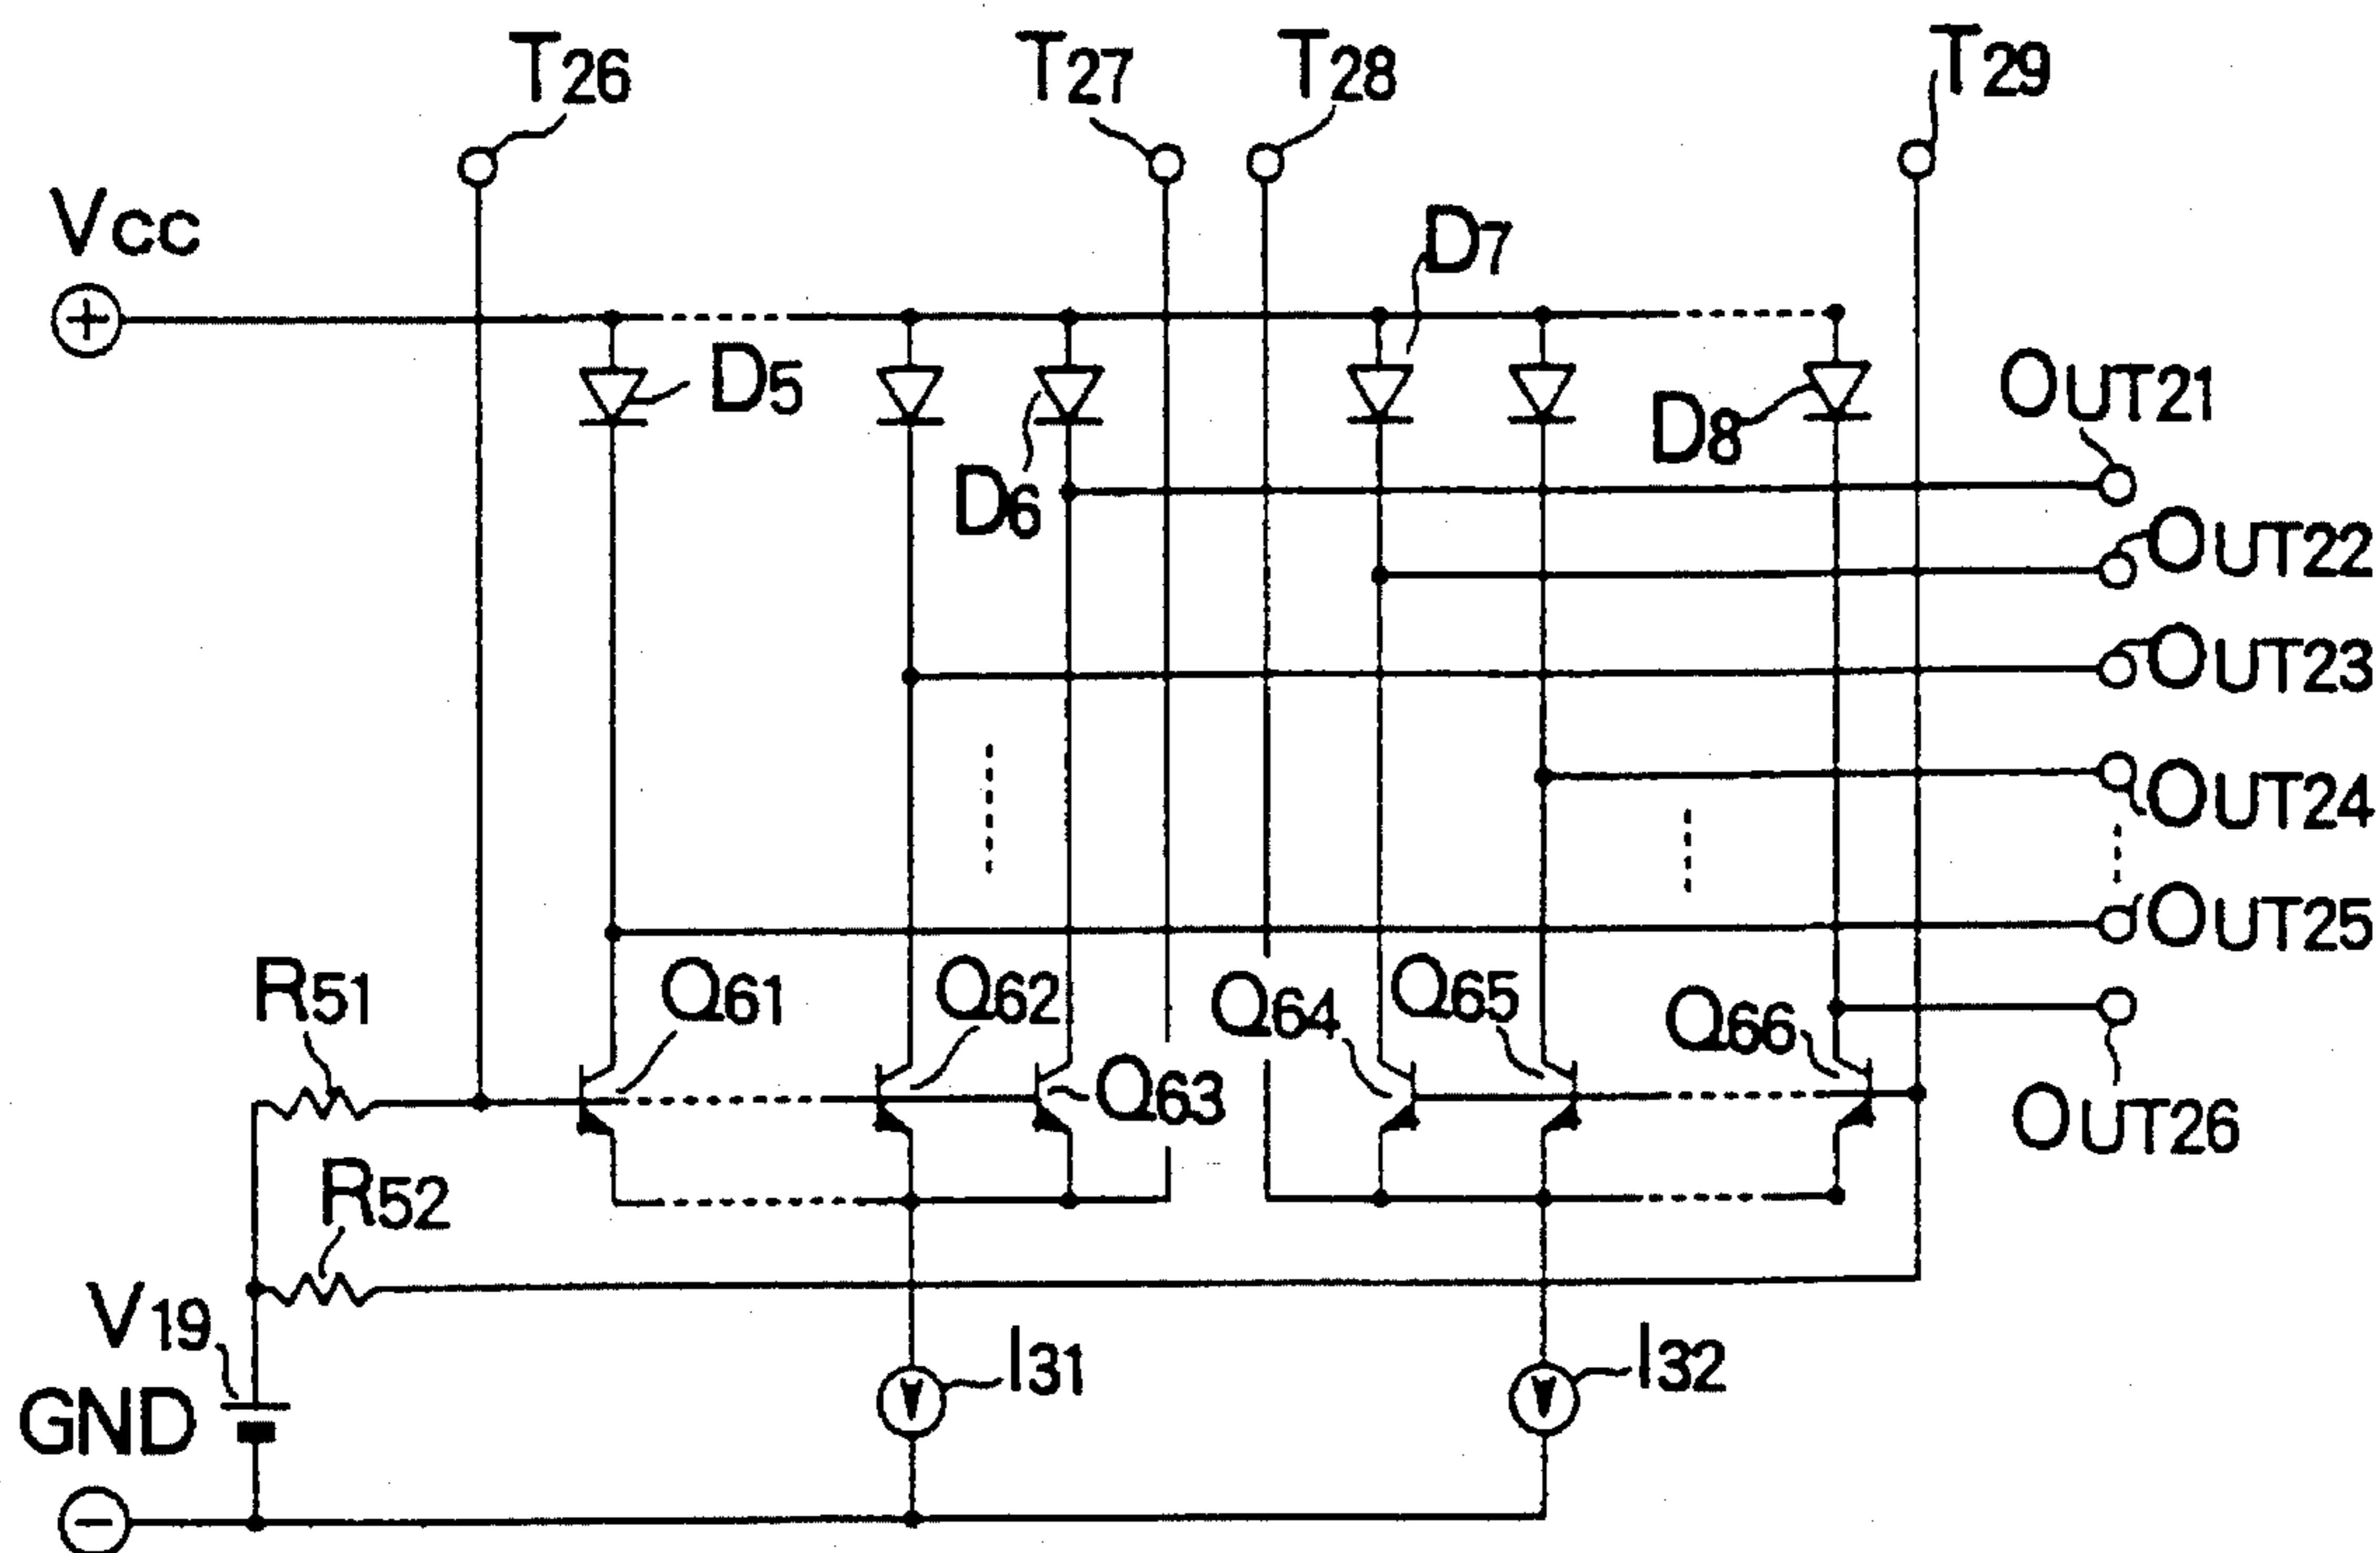 T26
T27
T28
T29
Vcc
+
D7
D5
D8
OUT21
D6
OUT22
OUT23
OUT24
OUT25
R51
Q61
Q62
Q64
Q65
Q66
Q63
OUT26
R52
V19
I31
I32
GND
−